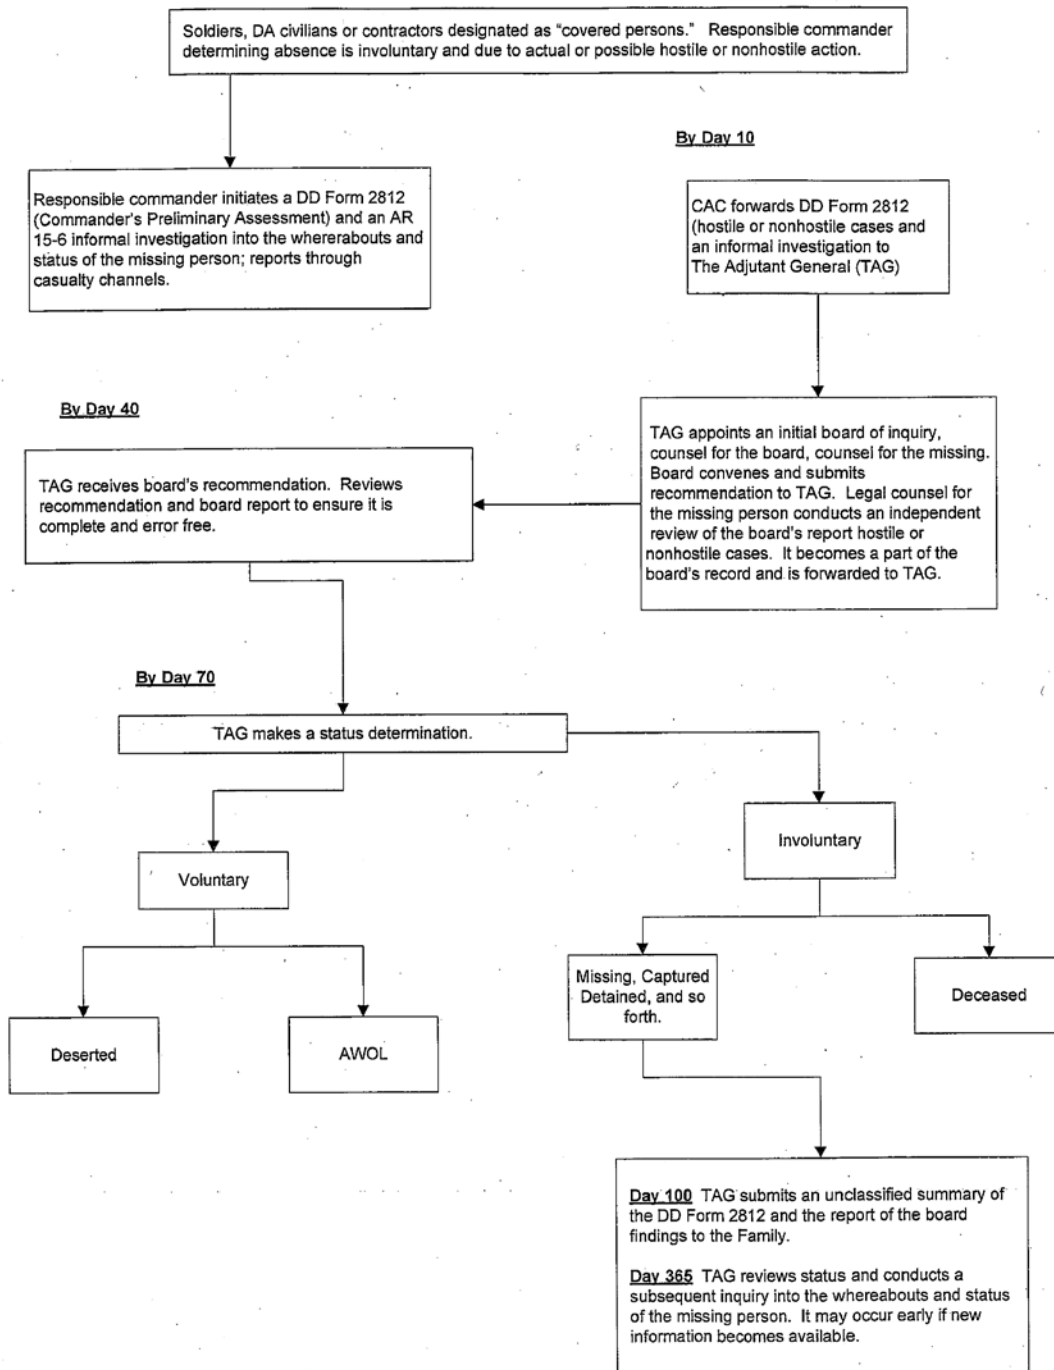 Soldiers, DA civilians or contractors designated as "covered persons." Responsible commander
determining absence is involuntary and due to actual or possible hostile or nonhostile action.
By Day 10
Responsible commander initiates a DD Form 2812
(Commander's Preliminary Assessment) and an AR
15-6 informal investigation into the whererabouts and
status of the missing person; reports through
casualty channels.
CAC forwards DD Form 2812
(hostile or nonhostile cases and
an informal investigation to
The Adjutant General (TAG)
By Day 40
TAG receives board's recommendation. Reviews
recommendation and board report to ensure it is
complete and error free.
TAG appoints an initial board of inquiry,
counsel for the board, counsel for the missing.
Board convenes and submits
recommendation to TAG. Legal counsel for
the missing person conducts an independent
review of the board's report hostile or
nonhostile cases. It becomes a part of the
board's record and is forwarded to TAG.
By Day 70
TAG makes a status determination.
Voluntary
Involuntary
Deserted
AWOL
Missing, Captured
Detained, and so
forth.
Deceased
Day 100 TAG submits an unclassified summary of
the DD Form 2812 and the report of the board
findings to the Family.
Day 365 TAG reviews status and conducts a
subsequent inquiry into the whereabouts and status
of the missing person. It may occur early if new
information becomes available.